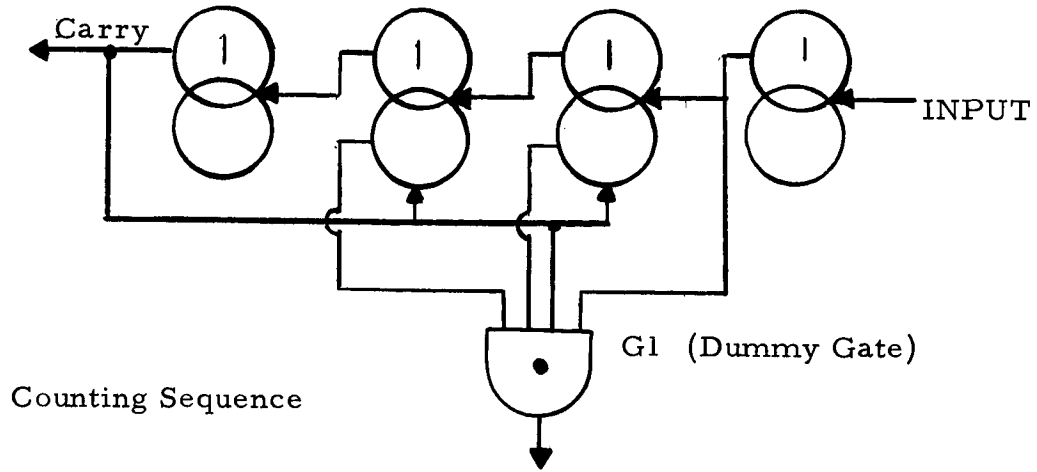 Carry
1 1 1 1
INPUT
G1 (Dummy Gate)
Counting Sequence